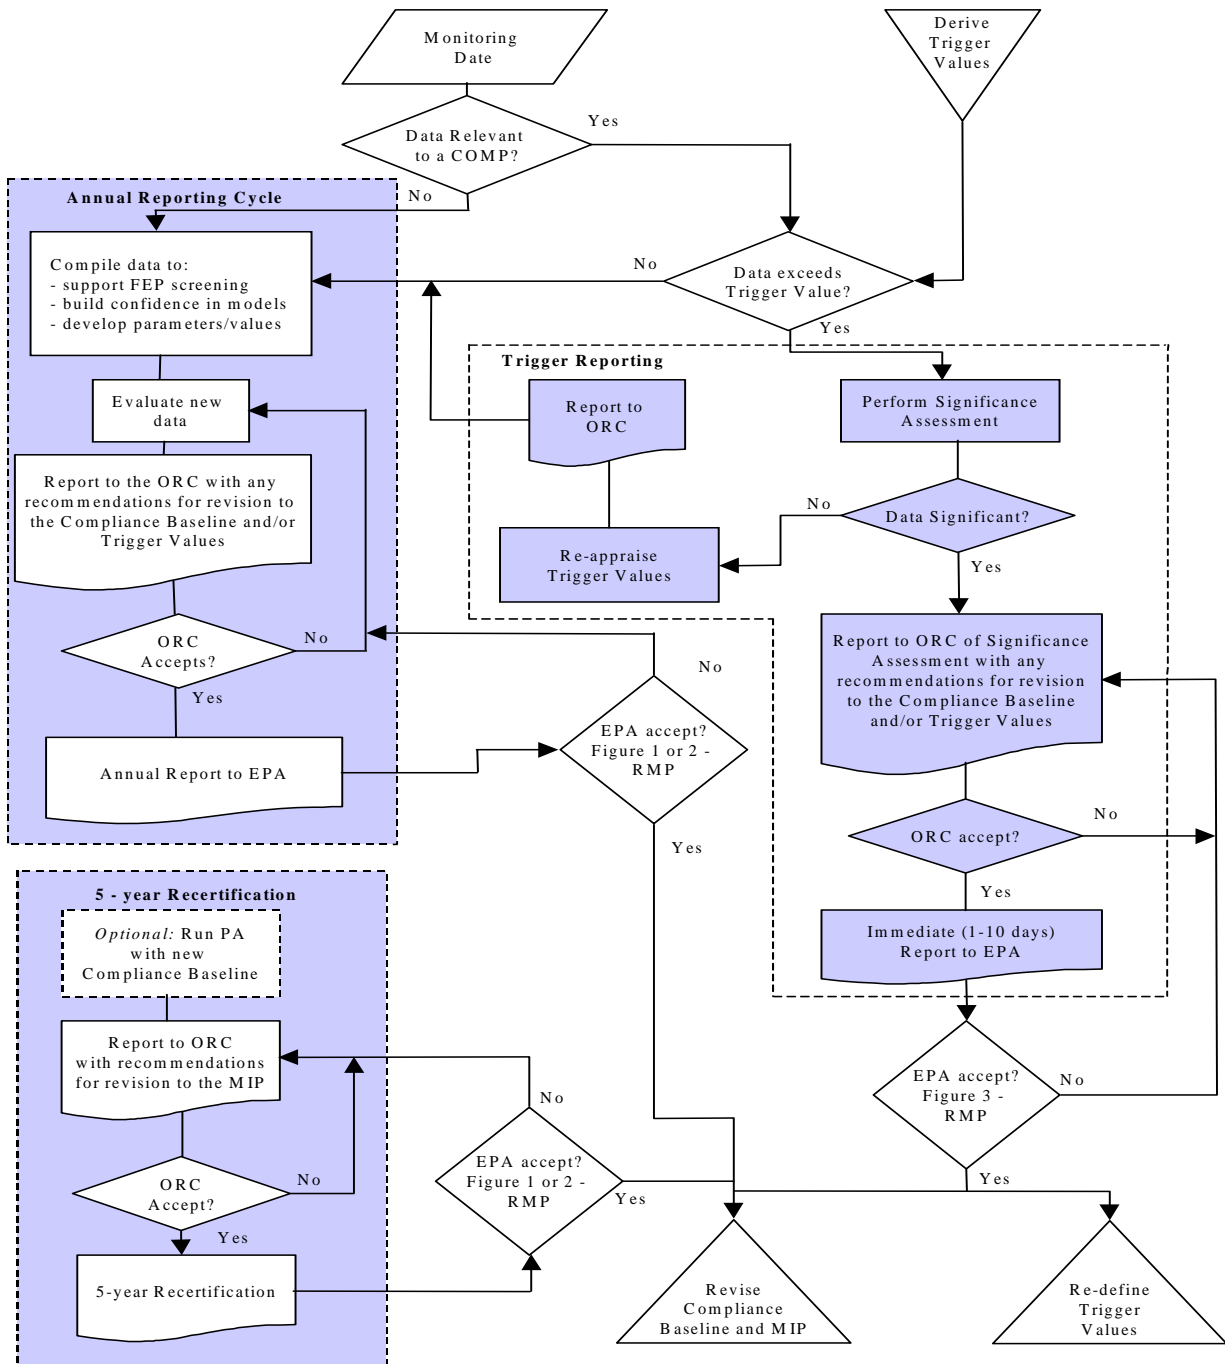 Monitoring
Date
Derive
Trigger
Values
Data Relevant
to a COMP?
Yes
No
Annual Reporting Cycle
Compile data to:
- support FEP screening
- build confidence in models
- develop parameters/values
No
Data exceeds
Trigger Value?
Yes
Trigger Reporting
Evaluate new
data
Report to
ORC
Perform Significance
Assessment
Report to the ORC with any
recommendations for revision to
the Compliance Baseline and/or
Trigger Values
No
Data Significant?
Re-appraise
Trigger Values
Yes
ORC
Accepts?
No
Yes
Report to ORC of Significance
Assessment with any
recommendations for revision
to the Compliance Baseline
and/or Trigger Values
No
EPA accept?
Figure 1 or 2 -
RMP
Annual Report to EPA
Yes
ORC accept?
No
Yes
5 - year Recertification
Optional: Run PA
with new
Compliance Baseline
Immediate (1-10 days)
Report to EPA
Report to ORC
with recommendations
for revision to the MIP
EPA accept?
Figure 3 -
RMP
No
No
EPA accept?
Figure 1 or 2 -
RMP
Yes
ORC
Accept?
No
Yes
Yes
5-year Recertification
Revise
Compliance
Baseline and MIP
Re-define
Trigger
Values